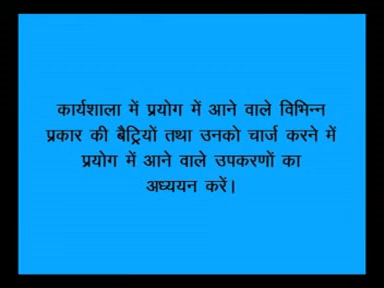 कार्यशाला में प्रयोग में आने वाले विभिन्न
प्रकार की बैट्रियों तथा उनको चार्ज करने में
प्रयोग में आने वाले उपकरणों का
अध्ययन करें।